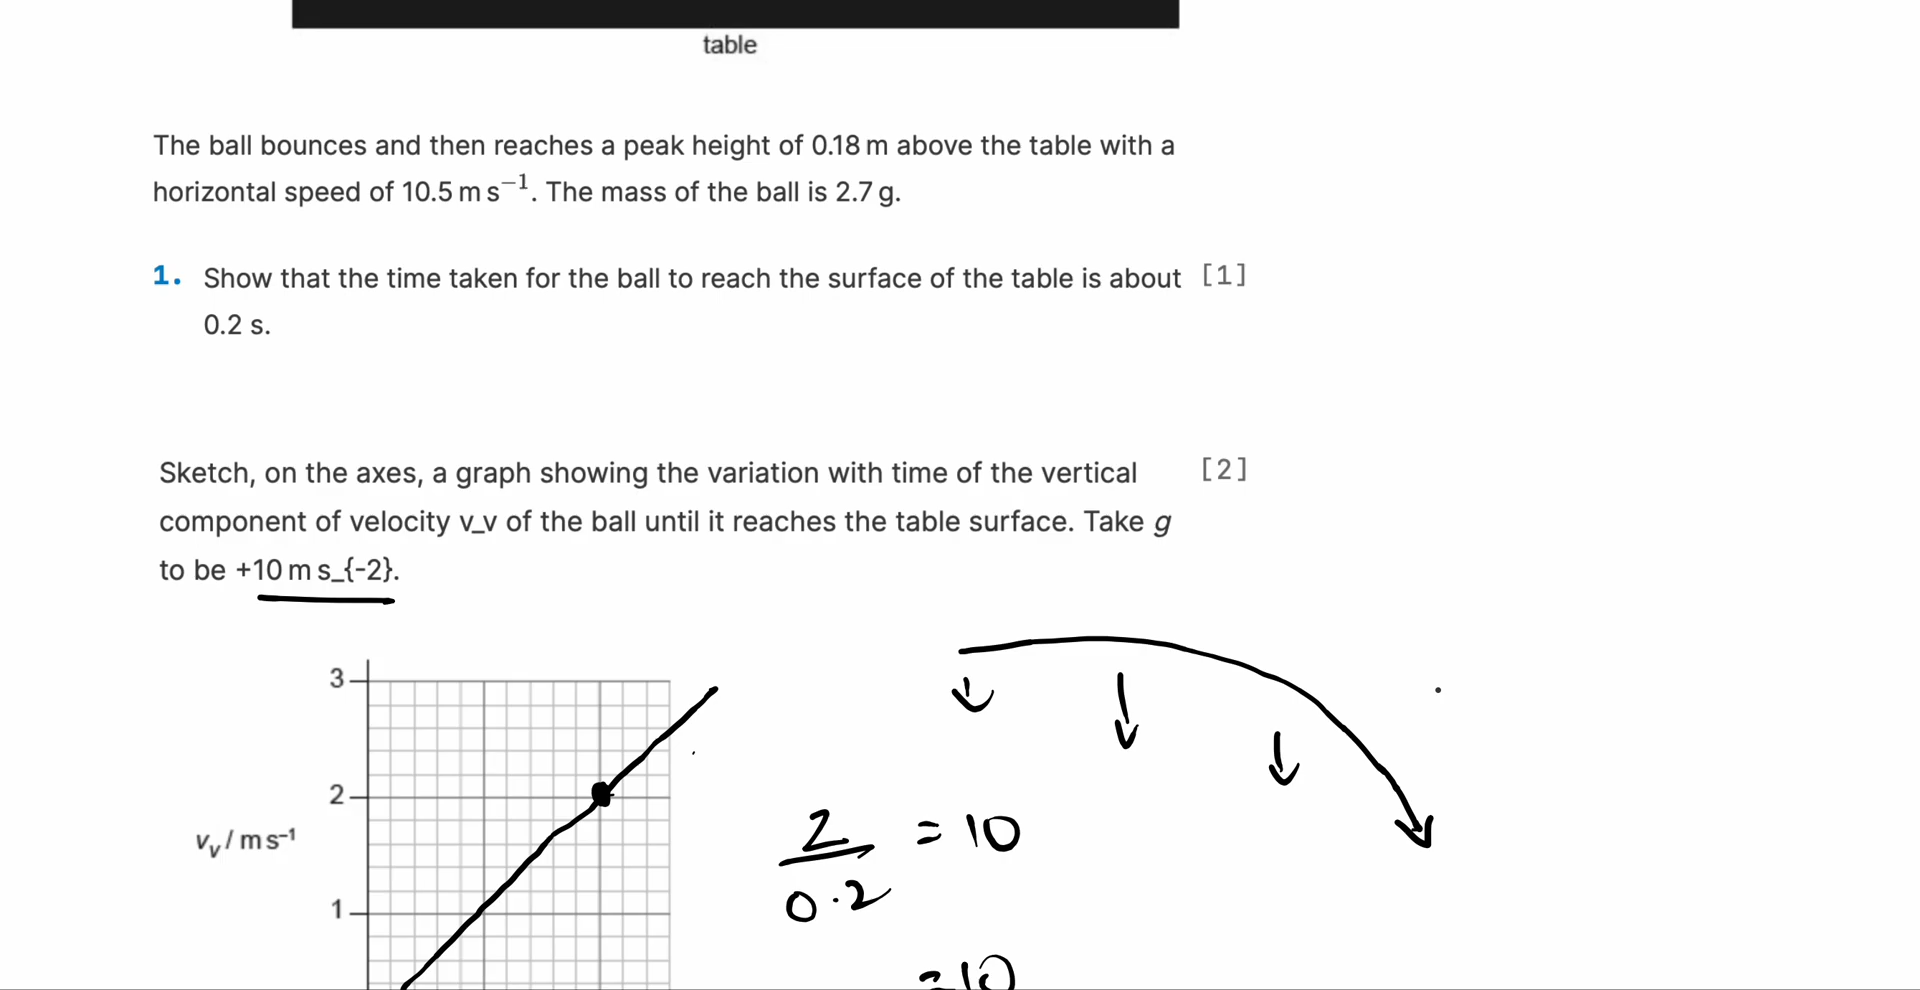 table
The ball bounces and then reaches a peak height of 0.18 m above the table with a
horizontal speed of 10.5 m s⁻¹. The mass of the ball is 2.7 g.
1. Show that the time taken for the ball to reach the surface of the table is about [1]
0.2 s.
Sketch, on the axes, a graph showing the variation with time of the vertical [2]
component of velocity v_v of the ball until it reaches the table surface. Take g
to be +10 m s_{-2}.
3
2
v_v / m s⁻¹
1
2
= 10
0.2
=10